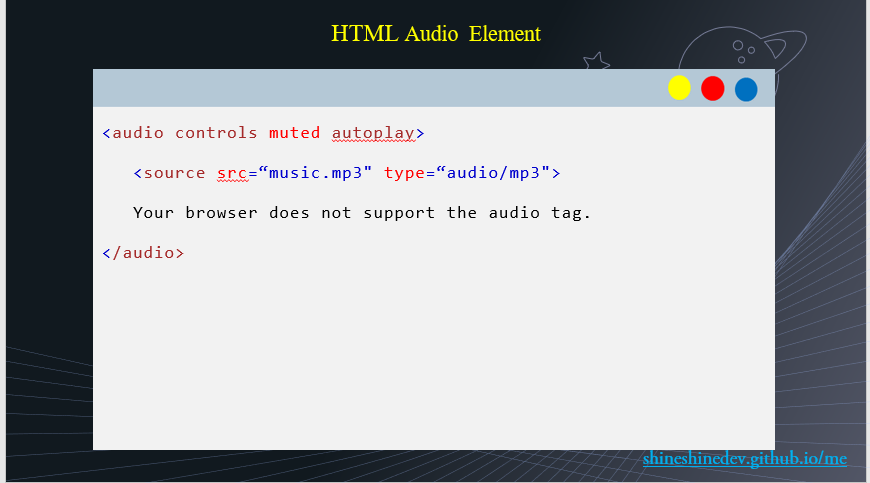 HTML Audio Element
<audio controls muted autoplay>
<source src=“music.mp3" type=“audio/mp3">
Your browser does not support the audio tag.
</audio>
shineshinedev.github.io/me